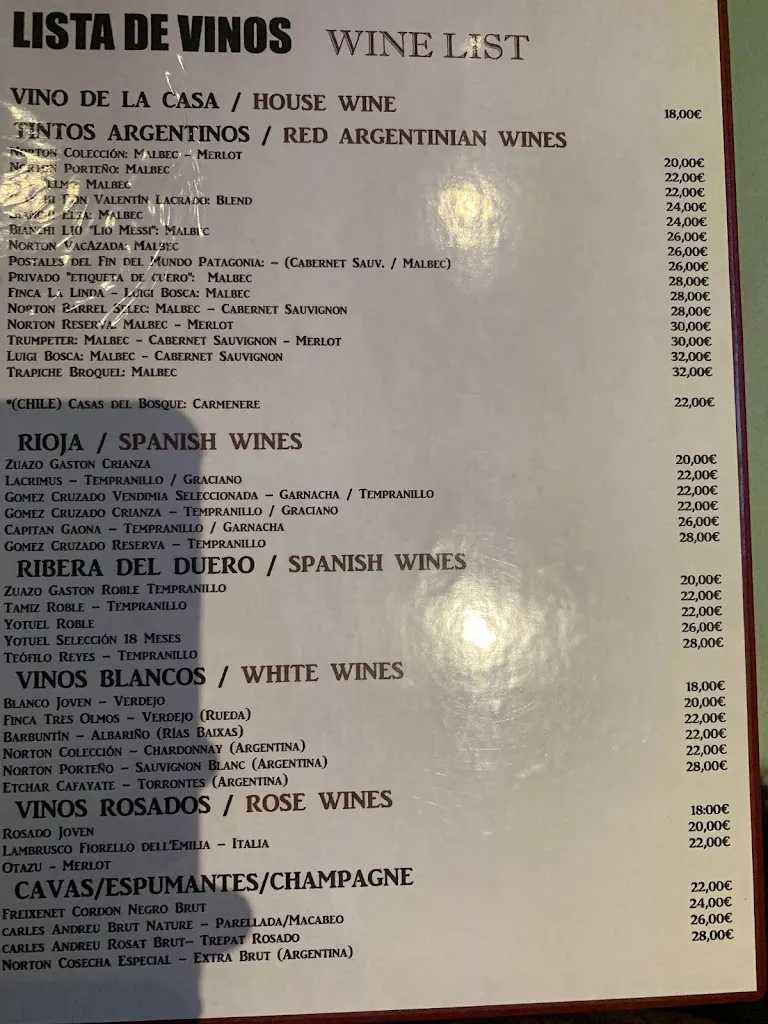 LISTA DE VINOS WINE LIST
VINO DE LA CASA / HOUSE WINE 18,00€
TINTOS ARGENTINOS / RED ARGENTINIAN WINES
NORTON COLECCIÓN: MALBEC – MERLOT 20,00€
NORTON PORTEÑO: MALBEC 22,00€
MALBEC 22,00€
DON VALENTÍN LACRADO: BLEND 24,00€
BIANCHI ELSA: MALBEC 24,00€
BIANCHI LIO "LIO MESSI": MALBEC 26,00€
NORTON VACAZADA: MALBEC 26,00€
POSTALES DEL FIN DEL MUNDO PATAGONIA: – (CABERNET SAUV. / MALBEC) 26,00€
PRIVADO "ETIQUETA DE CUERO": MALBEC 28,00€
FINCA LA LINDA – LUIGI BOSCA: MALBEC 28,00€
NORTON BARREL SELEC: MALBEC – CABERNET SAUVIGNON 28,00€
NORTON RESERVA: MALBEC – MERLOT 30,00€
TRUMPETER: MALBEC – CABERNET SAUVIGNON – MERLOT 30,00€
LUIGI BOSCA: MALBEC – CABERNET SAUVIGNON 32,00€
TRAPICHE BROQUEL: MALBEC 32,00€
*(CHILE) CASAS DEL BOSQUE: CARMENERE 22,00€
RIOJA / SPANISH WINES
ZUAZO GASTON CRIANZA 20,00€
LACRIMUS – TEMPRANILLO / GRACIANO 22,00€
GOMEZ CRUZADO VENDIMIA SELECCIONADA – GARNACHA / TEMPRANILLO 22,00€
GOMEZ CRUZADO CRIANZA – TEMPRANILLO / GRACIANO 22,00€
CAPITAN GAONA – TEMPRANILLO / GARNACHA 26,00€
GOMEZ CRUZADO RESERVA – TEMPRANILLO 28,00€
RIBERA DEL DUERO / SPANISH WINES
ZUAZO GASTON ROBLE TEMPRANILLO 20,00€
TAMIZ ROBLE – TEMPRANILLO 22,00€
YOTUEL ROBLE 22,00€
YOTUEL SELECCIÓN 18 MESES 26,00€
TEÓFILO REYES – TEMPRANILLO 28,00€
VINOS BLANCOS / WHITE WINES
BLANCO JOVEN – VERDEJO 18,00€
FINCA TRES OLMOS – VERDEJO (RUEDA) 20,00€
BARBUNTÍN – ALBARIÑO (RÍAS BAIXAS) 22,00€
NORTON COLECCIÓN – CHARDONNAY (ARGENTINA) 22,00€
NORTON PORTEÑO – SAUVIGNON BLANC (ARGENTINA) 22,00€
ETCHAR CAFAYATE – TORRONTES (ARGENTINA) 28,00€
VINOS ROSADOS / ROSE WINES
ROSADO JOVEN 18:00€
LAMBRUSCO FIORELLO DELL'EMILIA – ITALIA 20,00€
OTAZU – MERLOT 22,00€
CAVAS/ESPUMANTES/CHAMPAGNE
FREIXENET CORDON NEGRO BRUT 22,00€
CARLES ANDREU BRUT NATURE – PARELLADA/MACABEO 24,00€
CARLES ANDREU ROSAT BRUT– TREPAT ROSADO 26,00€
NORTON COSECHA ESPECIAL – EXTRA BRUT (ARGENTINA) 28,00€